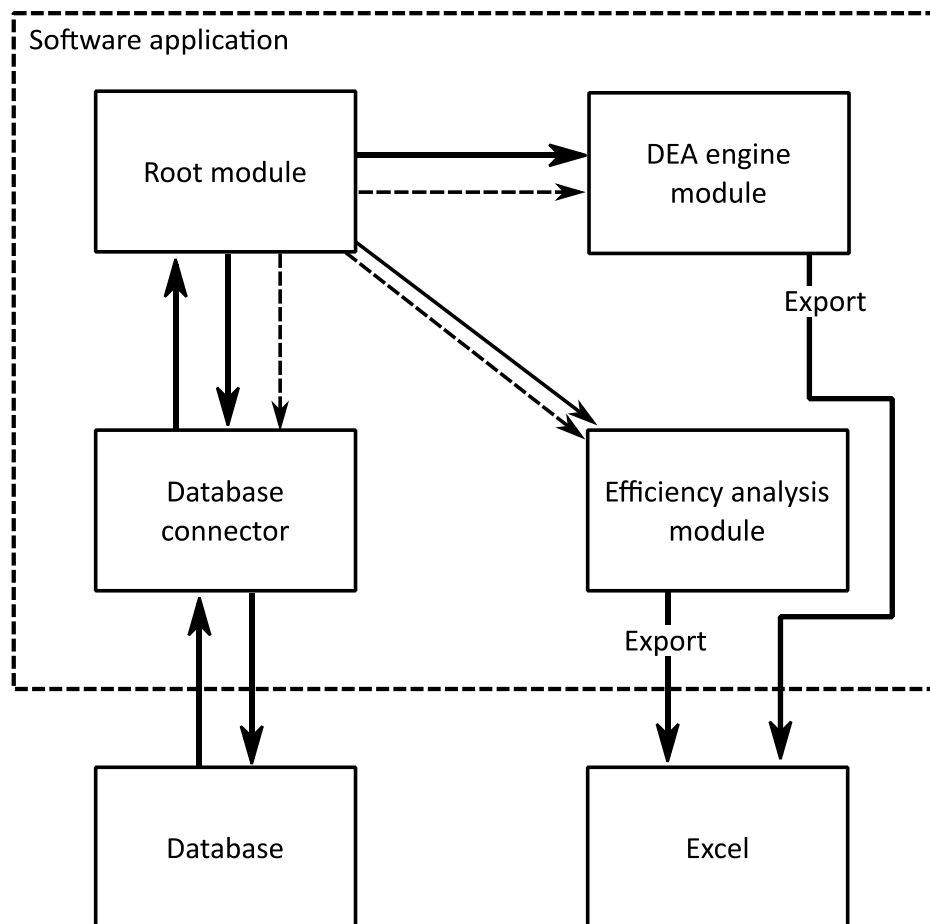 Software application
Root module
DEA engine
module
Export
Database
connector
Efficiency analysis
module
Export
Database
Excel